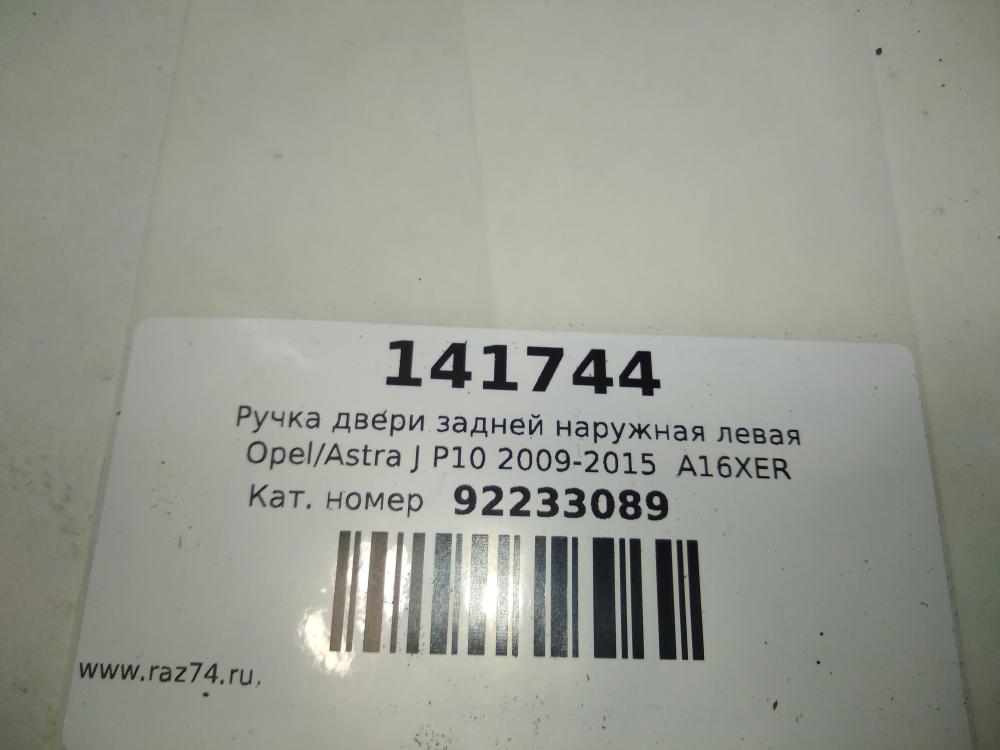 141744
Ручка двери задней наружная левая
Opel/Astra J P10 2009-2015 A16XER
Кат. номер 92233089
www.raz74.ru